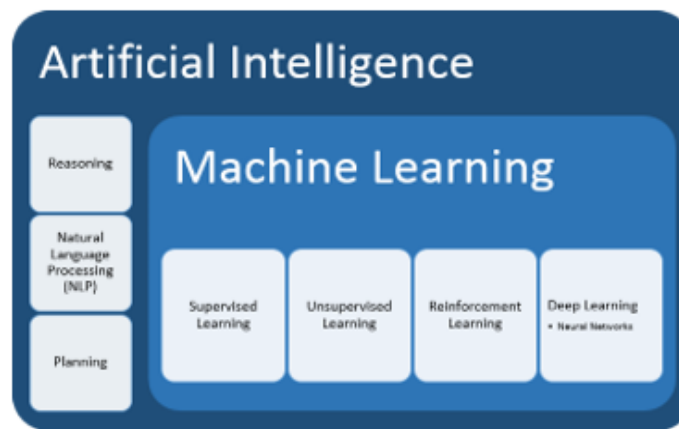 Artificial Intelligence
Reasoning
Natural
Language
Processing
(NLP)
Planning
Machine Learning
Supervised
Learning
Unsupervised
Learning
Reinforcement
Learning
Deep Learning
• Neural Networks